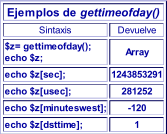 Ejemplos de gettimeofday()
Sintaxis Devuelve
$z= gettimeofday();
echo $z; Array
echo $z[sec]; 1243853291
echo $z[usec]; 281252
echo $z[minuteswest]; -120
echo $z[dsttime]; 1